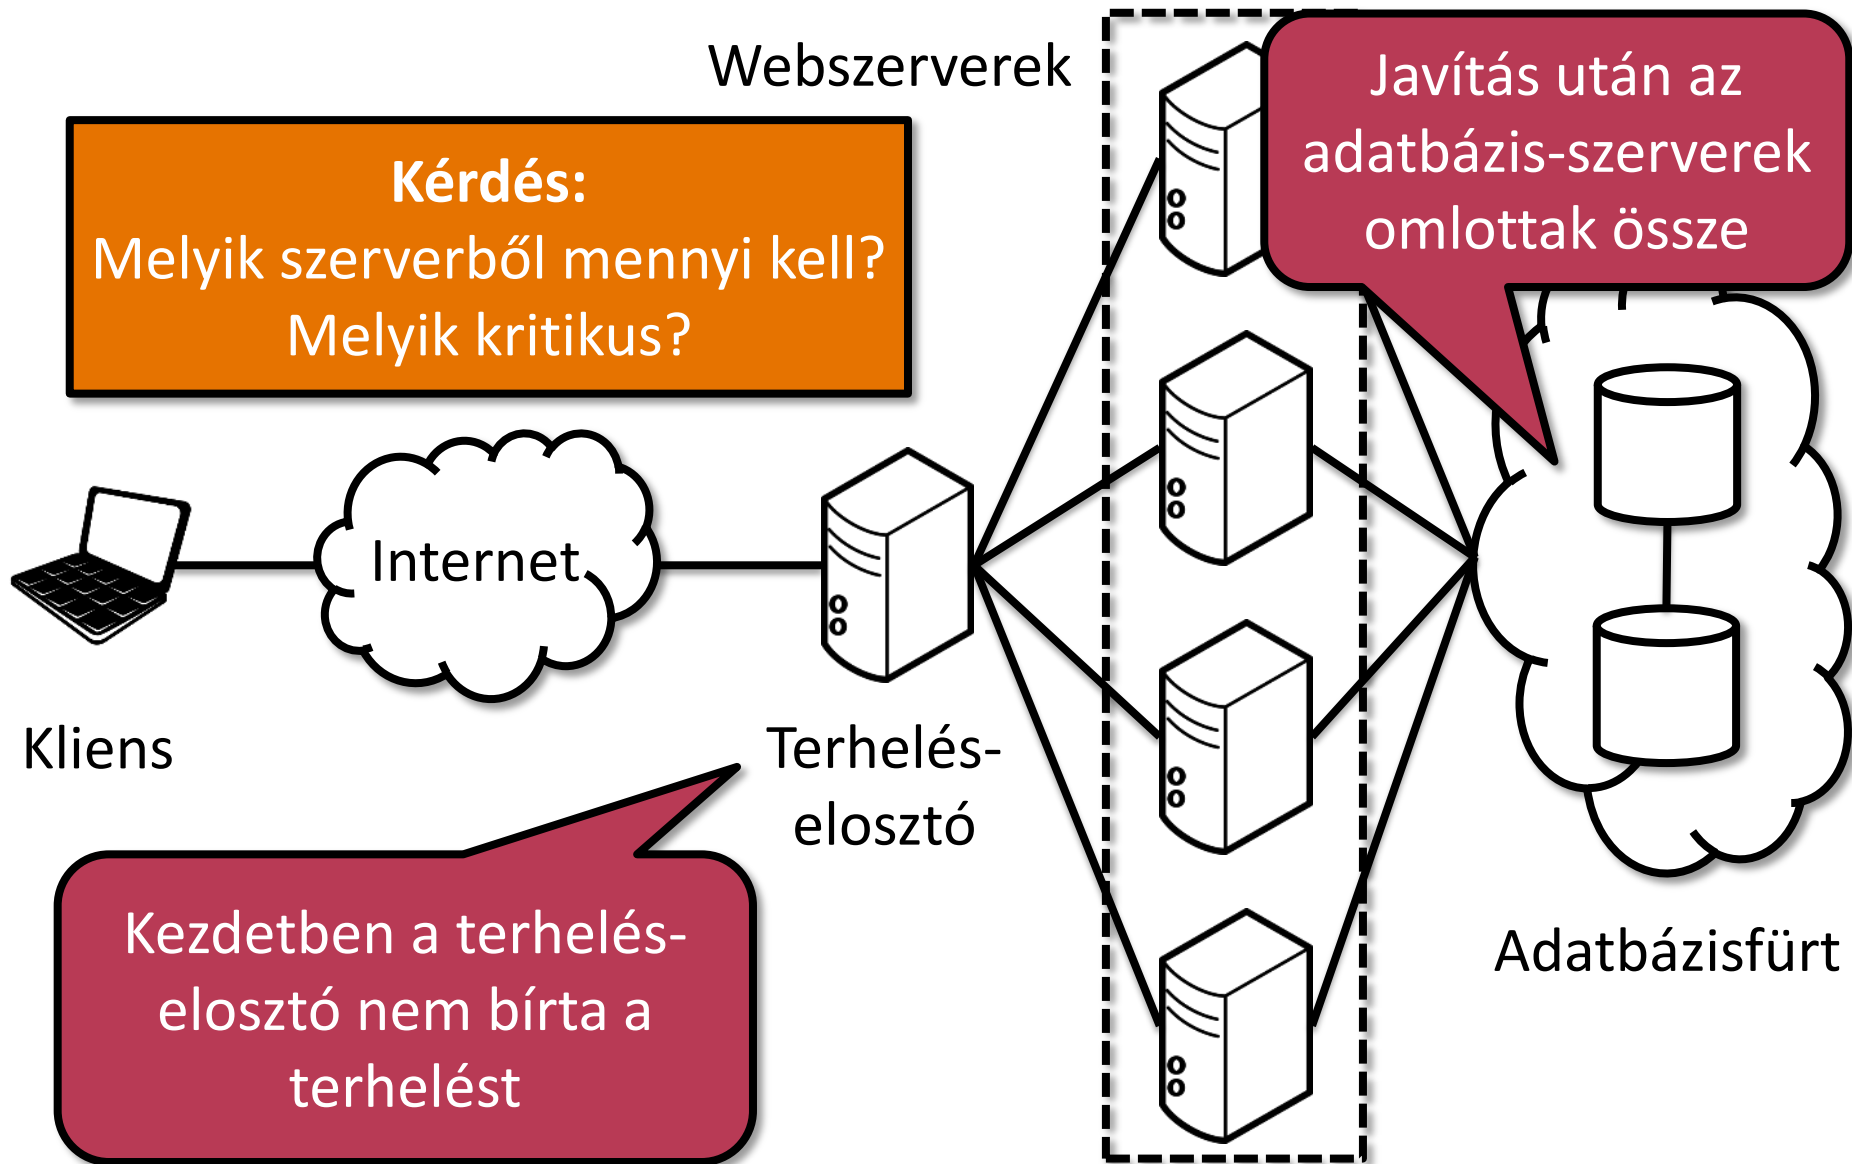 Webszerverek
Javítás után az
adatbázis-szerverek
omlottak össze
Kérdés:
Melyik szerverből mennyi kell?
Melyik kritikus?
Internet
Kliens
Terhelés-
elosztó
Kezdetben a terhelés-
elosztó nem bírta a
terhelést
Adatbázisfürt